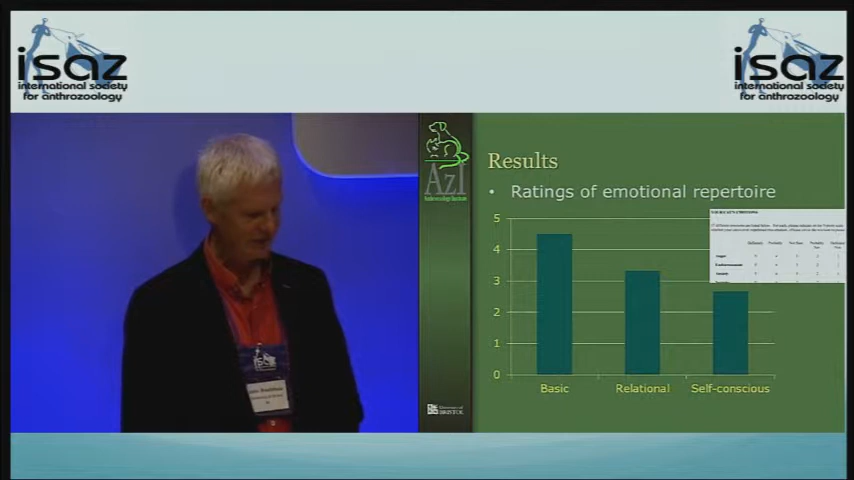 isaz
international society
for anthrozoology
isaz
international society
for anthrozoology
AzI
Anthrozoology Institute
Results
• Ratings of emotional repertoire
5
4
3
2
1
0
Basic
Relational
Self-conscious
University of
BRISTOL
isaz